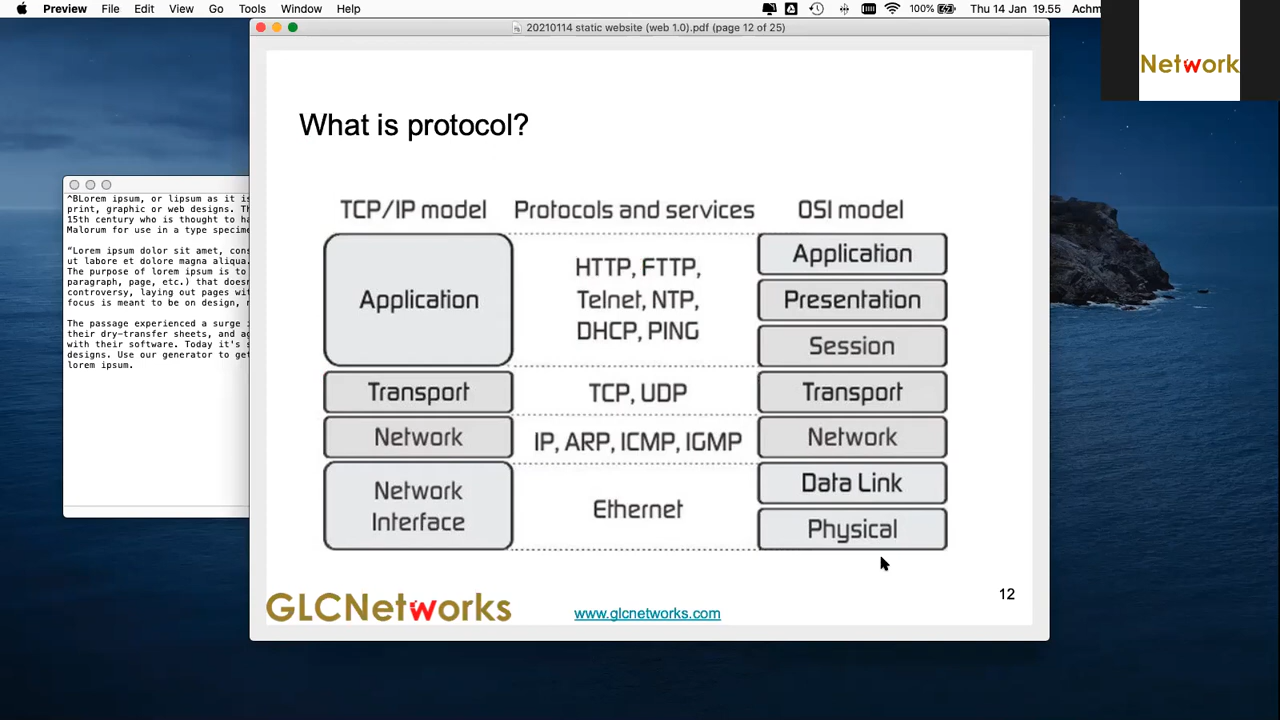 Preview File Edit View Go Tools Window Help 100% Thu 14 Jan 19.55 Achm
20210114 static website (web 1.0).pdf (page 12 of 25)
Network
What is protocol?
TCP/IP model Protocols and services OSI model
Application
HTTP, FTTP,
Telnet, NTP,
DHCP, PING
Application
Presentation
Session
Transport TCP, UDP Transport
Network IP, ARP, ICMP, IGMP Network
Network
Interface
Ethernet
Data Link
Physical
GLCNetworks
www.glcnetworks.com
12
^BLorem ipsum, or lipsum as it is
print, graphic or web designs. Th
15th century who is thought to ha
Malorum for use in a type specime
“Lorem ipsum dolor sit amet, cons
ut labore et dolore magna aliqua.
The purpose of lorem ipsum is to
paragraph, page, etc.) that doesn
controversy, laying out pages wit
focus is meant to be on design, n
The passage experienced a surge i
their dry-transfer sheets, and ag
with their software. Today it's s
designs. Use our generator to get
lorem ipsum.